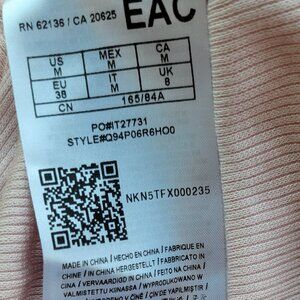 RN 62136 / CA 20625 EAC
US MEX CA
M M M
EU IT UK
38 M 8
CN 165/84A
PO#IT27731
STYLE#Q94P06R6HO0
NKN5TFX000235
MADE IN CHINA / HECHO EN CHINA / FABRIQUE EN
CHINE / IN CHINA HERGESTELLT / FABBRICATO IN
CINA / VERVAARDIGD IN CHINA / FEITO NA CHINA /
VALMISTETTU KIINASSA / WYPRODUKOWANO W
/ ÇİN'DE YAPILMIŞTIR /